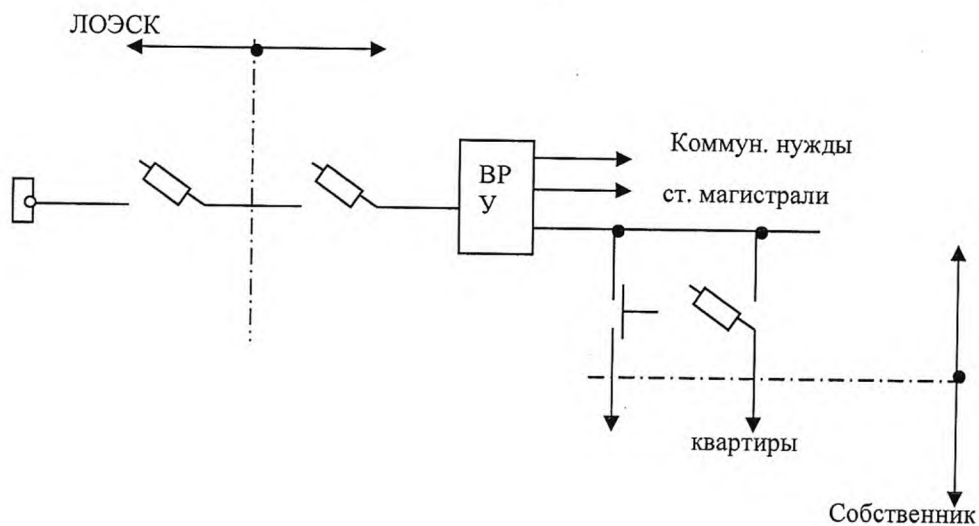 ЛОЭСК
Коммун. нужды
ВР
У
ст. магистрали
квартиры
Собственник